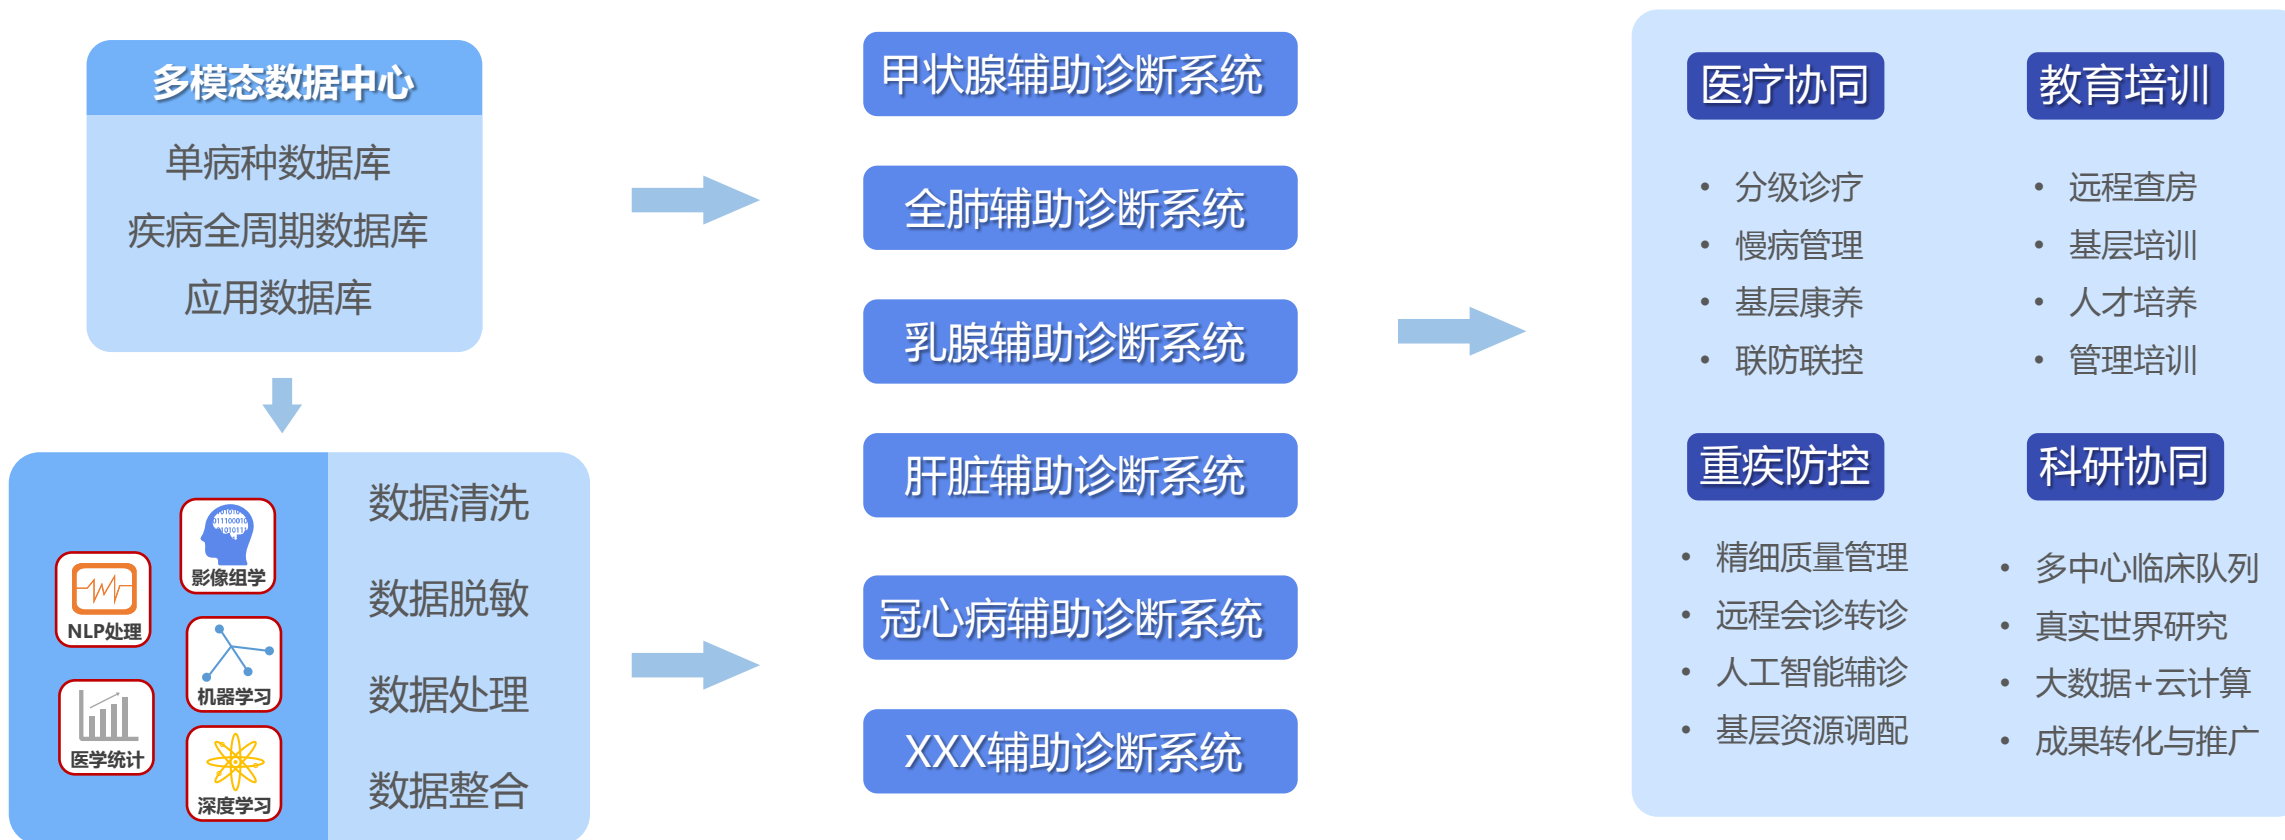 多模态数据中心
单病种数据库
疾病全周期数据库
应用数据库
影像组学
NLP处理
机器学习
医学统计
深度学习
数据清洗
数据脱敏
数据处理
数据整合
甲状腺辅助诊断系统
全肺辅助诊断系统
乳腺辅助诊断系统
肝脏辅助诊断系统
冠心病辅助诊断系统
XXX辅助诊断系统
医疗协同
• 分级诊疗
• 慢病管理
• 基层康养
• 联防联控
教育培训
• 远程查房
• 基层培训
• 人才培养
• 管理培训
重疾防控
• 精细质量管理
• 远程会诊转诊
• 人工智能辅诊
• 基层资源调配
科研协同
• 多中心临床队列
• 真实世界研究
• 大数据+云计算
• 成果转化与推广